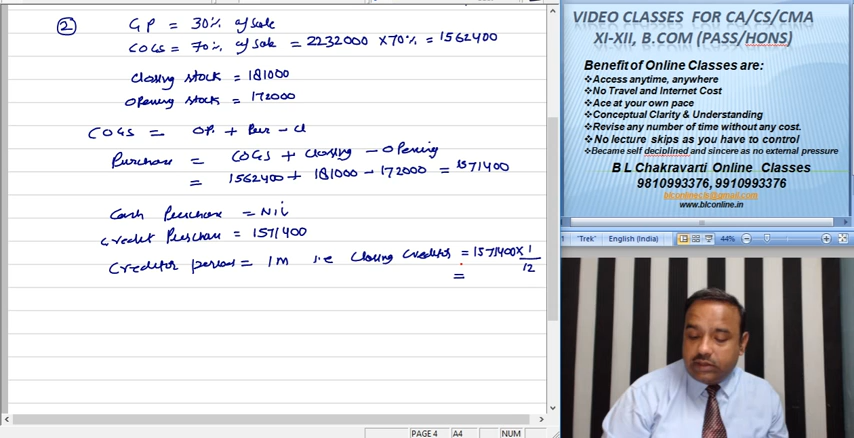 ② GP = 30% of sale
COGS = 70% of sale = 2232000 × 70% = 1562400
Closing stock = 181000
Opening stock = 172000
COGS = OP. + Pur - Cl
Purchase = COGS + Closing - Opening
= 1562400 + 181000 - 172000 = 1571400
Cash Purchase = Nil
Credit Purchase = 1571400
Creditor period = 1M i.e Closing Creditor = 1571400 × 1/12
=
PAGE 4 A4 NUM
VIDEO CLASSES FOR CA/CS/CMA
XI-XII, B.COM (PASS/HONS)
Benefit of Online Classes are:
❖Access anytime, anywhere
❖No Travel and Internet Cost
❖Ace at your own pace
❖Conceptual Clarity & Understanding
❖Revise any number of time without any cost.
❖No lecture skips as you have to control
❖Became self deciplined and sincere as no external pressure
B L Chakravarti Online Classes
9810993376, 9910993376
blconlinech@gmail.com
www.blconline.in
1 "Trek" English (India) 44%